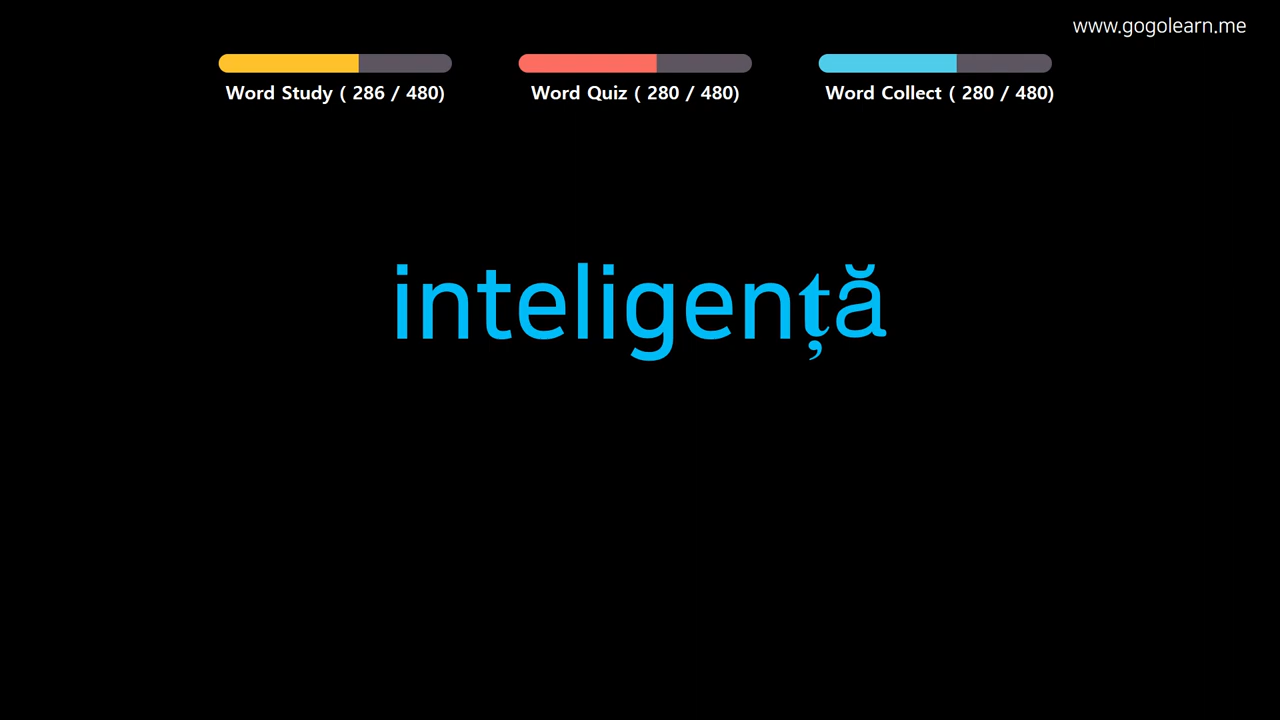 www.gogolearn.me
Word Study ( 286 / 480)
Word Quiz ( 280 / 480)
Word Collect ( 280 / 480)
inteligență